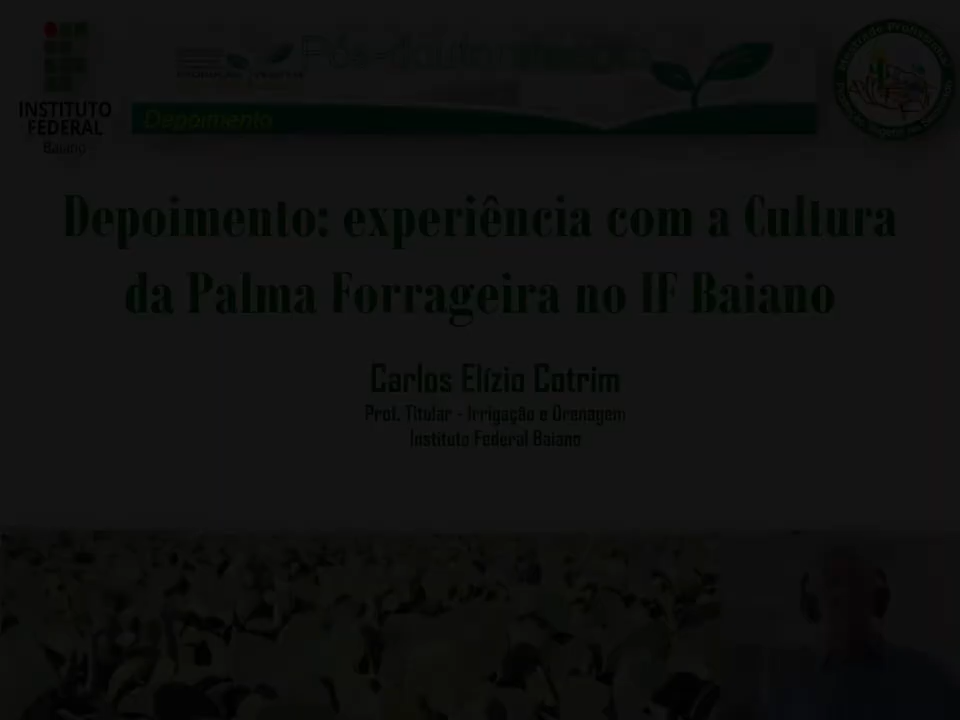 INSTITUTO
FEDERAL
Baiano
Depoimento
Depoimento: experiência com a Cultura
da Palma Forrageira no IF Baiano
Carlos Elízio Cotrim
Prof. Titular - Irrigação e Drenagem
Instituto Federal Baiano